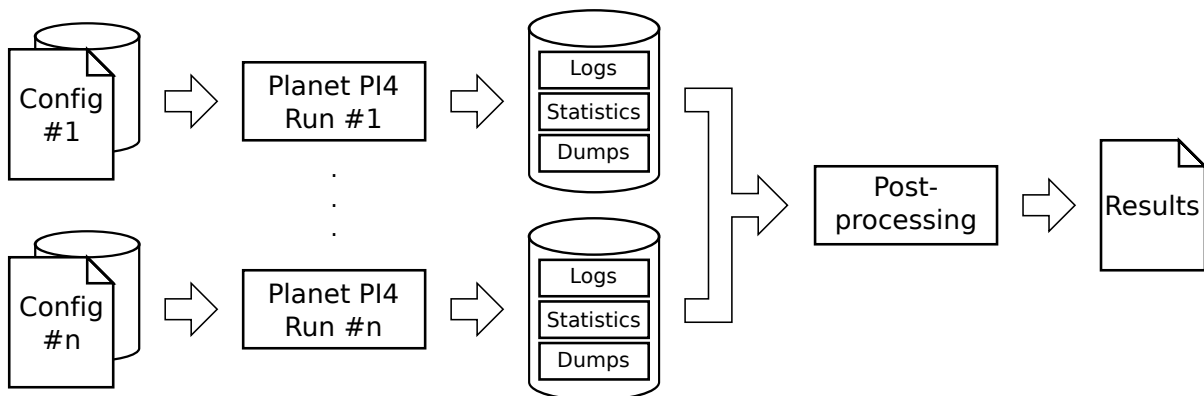 Config
#1
Planet PI4
Run #1
Logs
Statistics
Dumps
.
.
.
Config
#n
Planet PI4
Run #n
Logs
Statistics
Dumps
Post-
processing
Results